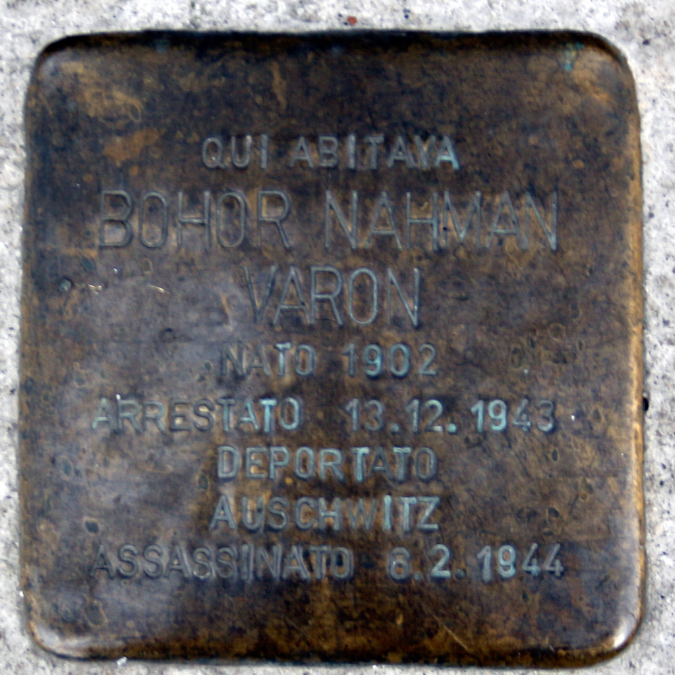 QUI ABITAVA
BOHOR NAHMAN
VARON
NATO 1902
ARRESTATO 13.12.1943
DEPORTATO
AUSCHWITZ
ASSASSINATO 6.2.1944